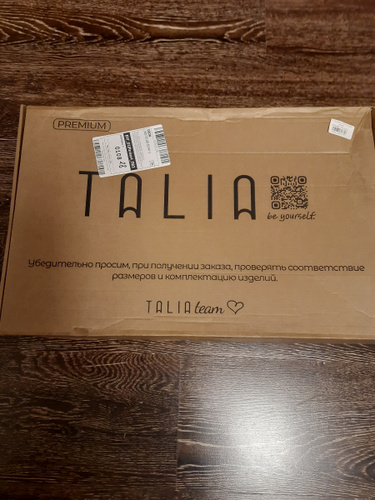 PREMIUM
TALIA
be yourself.
Убедительно просим, при получении заказа, проверять соответствие
размеров и комплектацию изделий.
TALIA team